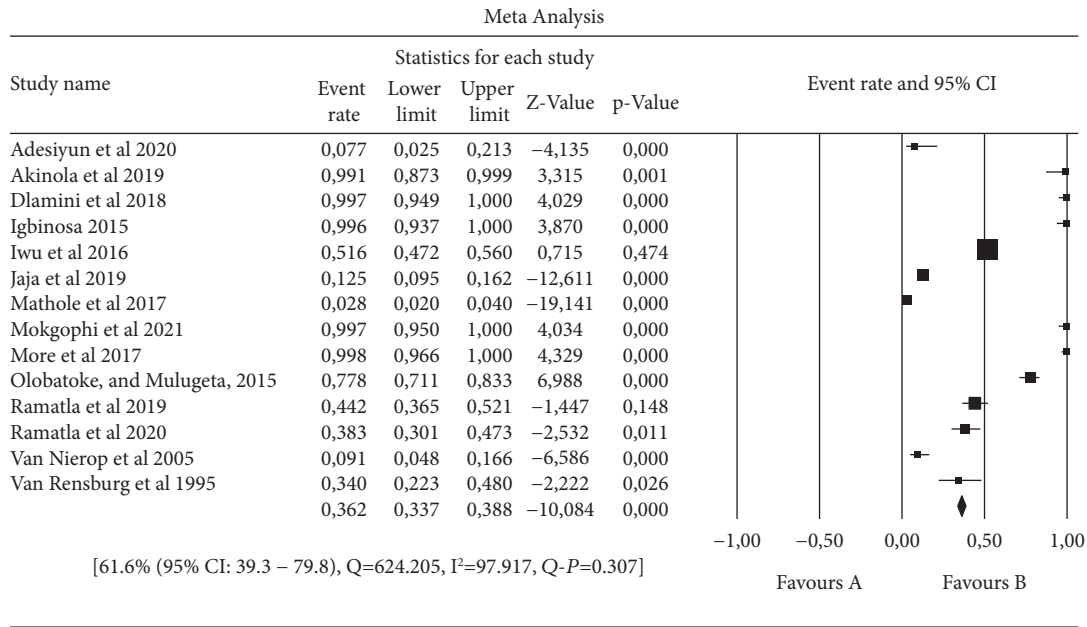 Meta Analysis
Study name
Statistics for each study
Event rate and 95% CI
Event rate
Lower limit
Upper limit
Z-Value
p-Value
Adesiyun et al 2020 0,077 0,025 0,213 −4,135 0,000
Akinola et al 2019 0,991 0,873 0,999 3,315 0,001
Dlamini et al 2018 0,997 0,949 1,000 4,029 0,000
Igbinosa 2015 0,996 0,937 1,000 3,870 0,000
Iwu et al 2016 0,516 0,472 0,560 0,715 0,474
Jaja et al 2019 0,125 0,095 0,162 −12,611 0,000
Mathole et al 2017 0,028 0,020 0,040 −19,141 0,000
Mokgophi et al 2021 0,997 0,950 1,000 4,034 0,000
More et al 2017 0,998 0,966 1,000 4,329 0,000
Olobatoke, and Mulugeta, 2015 0,778 0,711 0,833 6,988 0,000
Ramatla et al 2019 0,442 0,365 0,521 −1,447 0,148
Ramatla et al 2020 0,383 0,301 0,473 −2,532 0,011
Van Nierop et al 2005 0,091 0,048 0,166 −6,586 0,000
Van Rensburg et al 1995 0,340 0,223 0,480 −2,222 0,026
0,362 0,337 0,388 −10,084 0,000
−1,00 −0,50 0,00 0,50 1,00
[61.6% (95% CI: 39.3 − 79.8), Q=624.205, I²=97.917, Q-P=0.307]
Favours A Favours B